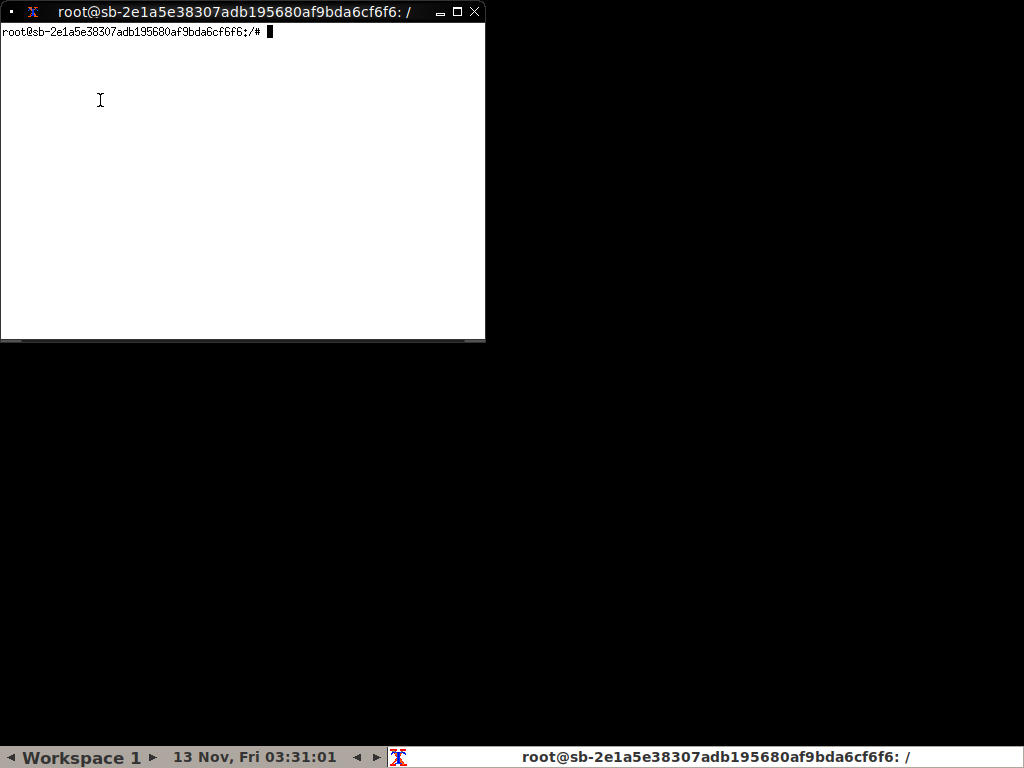 root@sb-2e1a5e38307adb195680af9bda6cf6f6: /
root@sb-2e1a5e38307adb195680af9bda6cf6f6:/#
Workspace 1
13 Nov, Fri 03:31:01
root@sb-2e1a5e38307adb195680af9bda6cf6f6: /